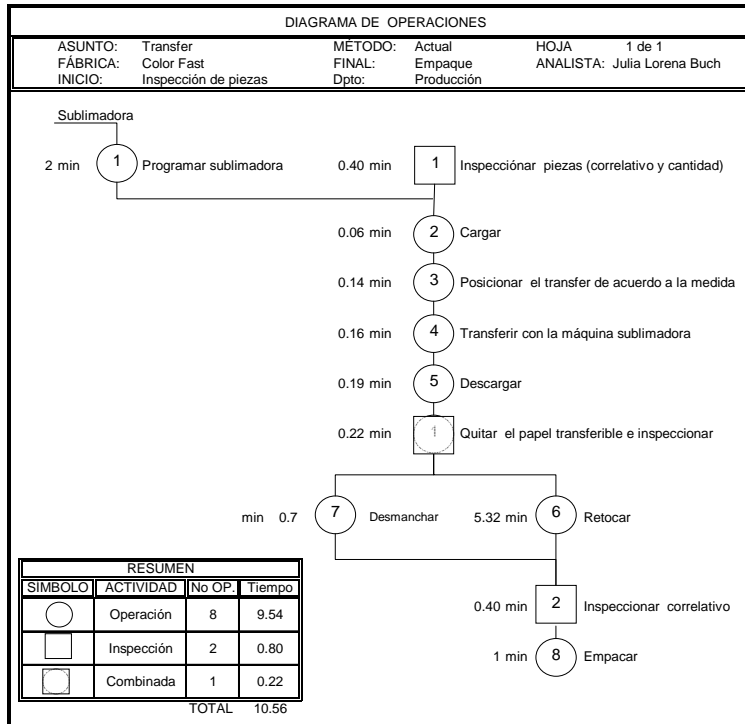 DIAGRAMA DE OPERACIONES
ASUNTO: Transfer MÉTODO: Actual HOJA 1 de 1
FÁBRICA: Color Fast FINAL: Empaque ANALISTA: Julia Lorena Buch
INICIO: Inspección de piezas Dpto: Producción
Sublimadora
2 min 1 Programar sublimadora 0.40 min 1 Inspecciónar piezas (correlativo y cantidad)
0.06 min 2 Cargar
0.14 min 3 Posicionar el transfer de acuerdo a la medida
0.16 min 4 Transferir con la máquina sublimadora
0.19 min 5 Descargar
0.22 min 1 Quitar el papel transferible e inspeccionar
min 0.7 7 Desmanchar 5.32 min 6 Retocar
0.40 min 2 Inspeccionar correlativo
1 min 8 Empacar
RESUMEN
SIMBOLO ACTIVIDAD No OP. Tiempo
Operación 8 9.54
Inspección 2 0.80
Combinada 1 0.22
TOTAL 10.56